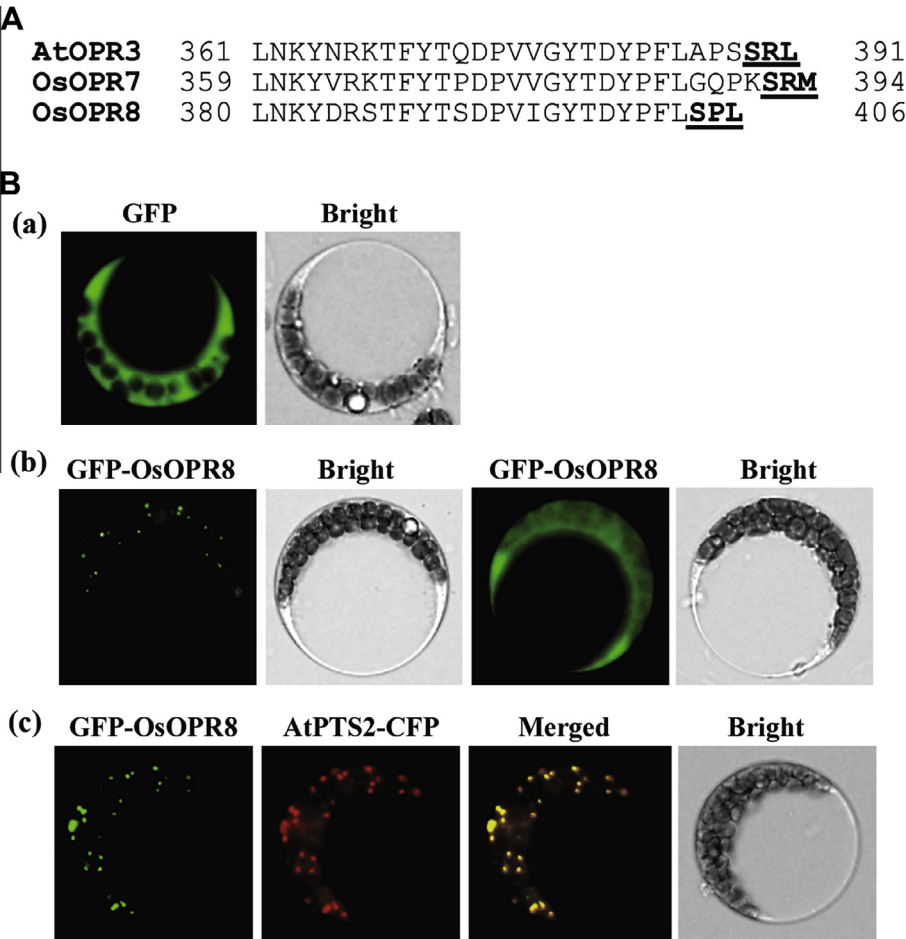 A
AtOPR3 361 LNKYNRKTFYTQDPVVGYTDYPFLAPSSRL 391
OsOPR7 359 LNKYVRKTFYTPDPVVGYTDYPFLGQPKSRM 394
OsOPR8 380 LNKYDRSTFYTSDPVIGYTDYPFLSPL 406
B
(a) GFP Bright
(b) GFP-OsOPR8 Bright GFP-OsOPR8 Bright
(c) GFP-OsOPR8 AtPTS2-CFP Merged Bright